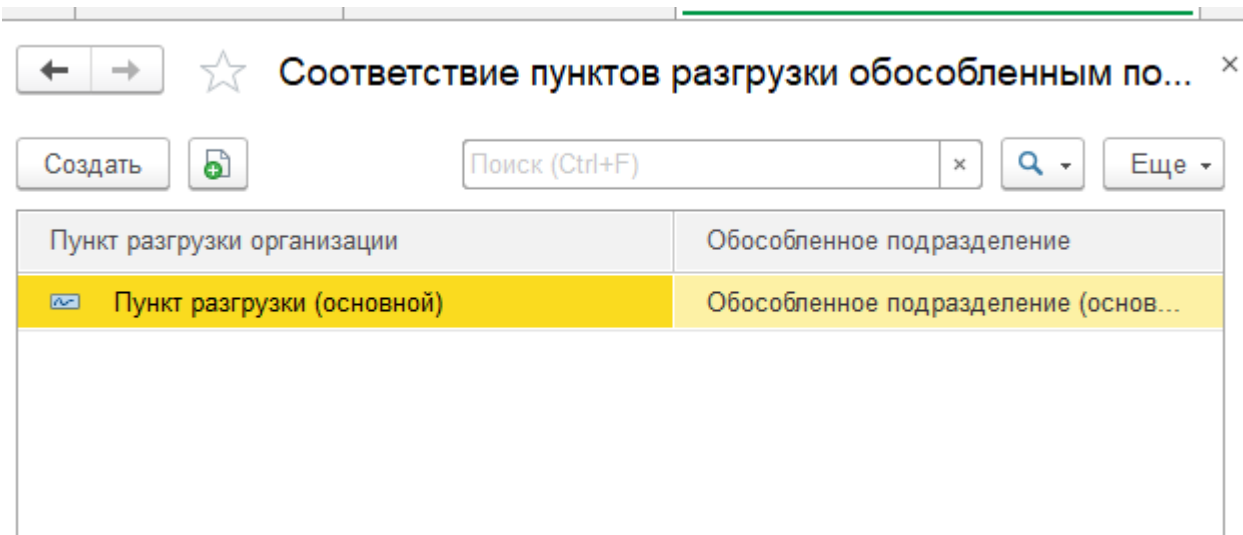 Соответствие пунктов разгрузки обособленным по...
Создать
Поиск (Ctrl+F)
Еще
Пункт разгрузки организации
Обособленное подразделение
Пункт разгрузки (основной)
Обособленное подразделение (основ...